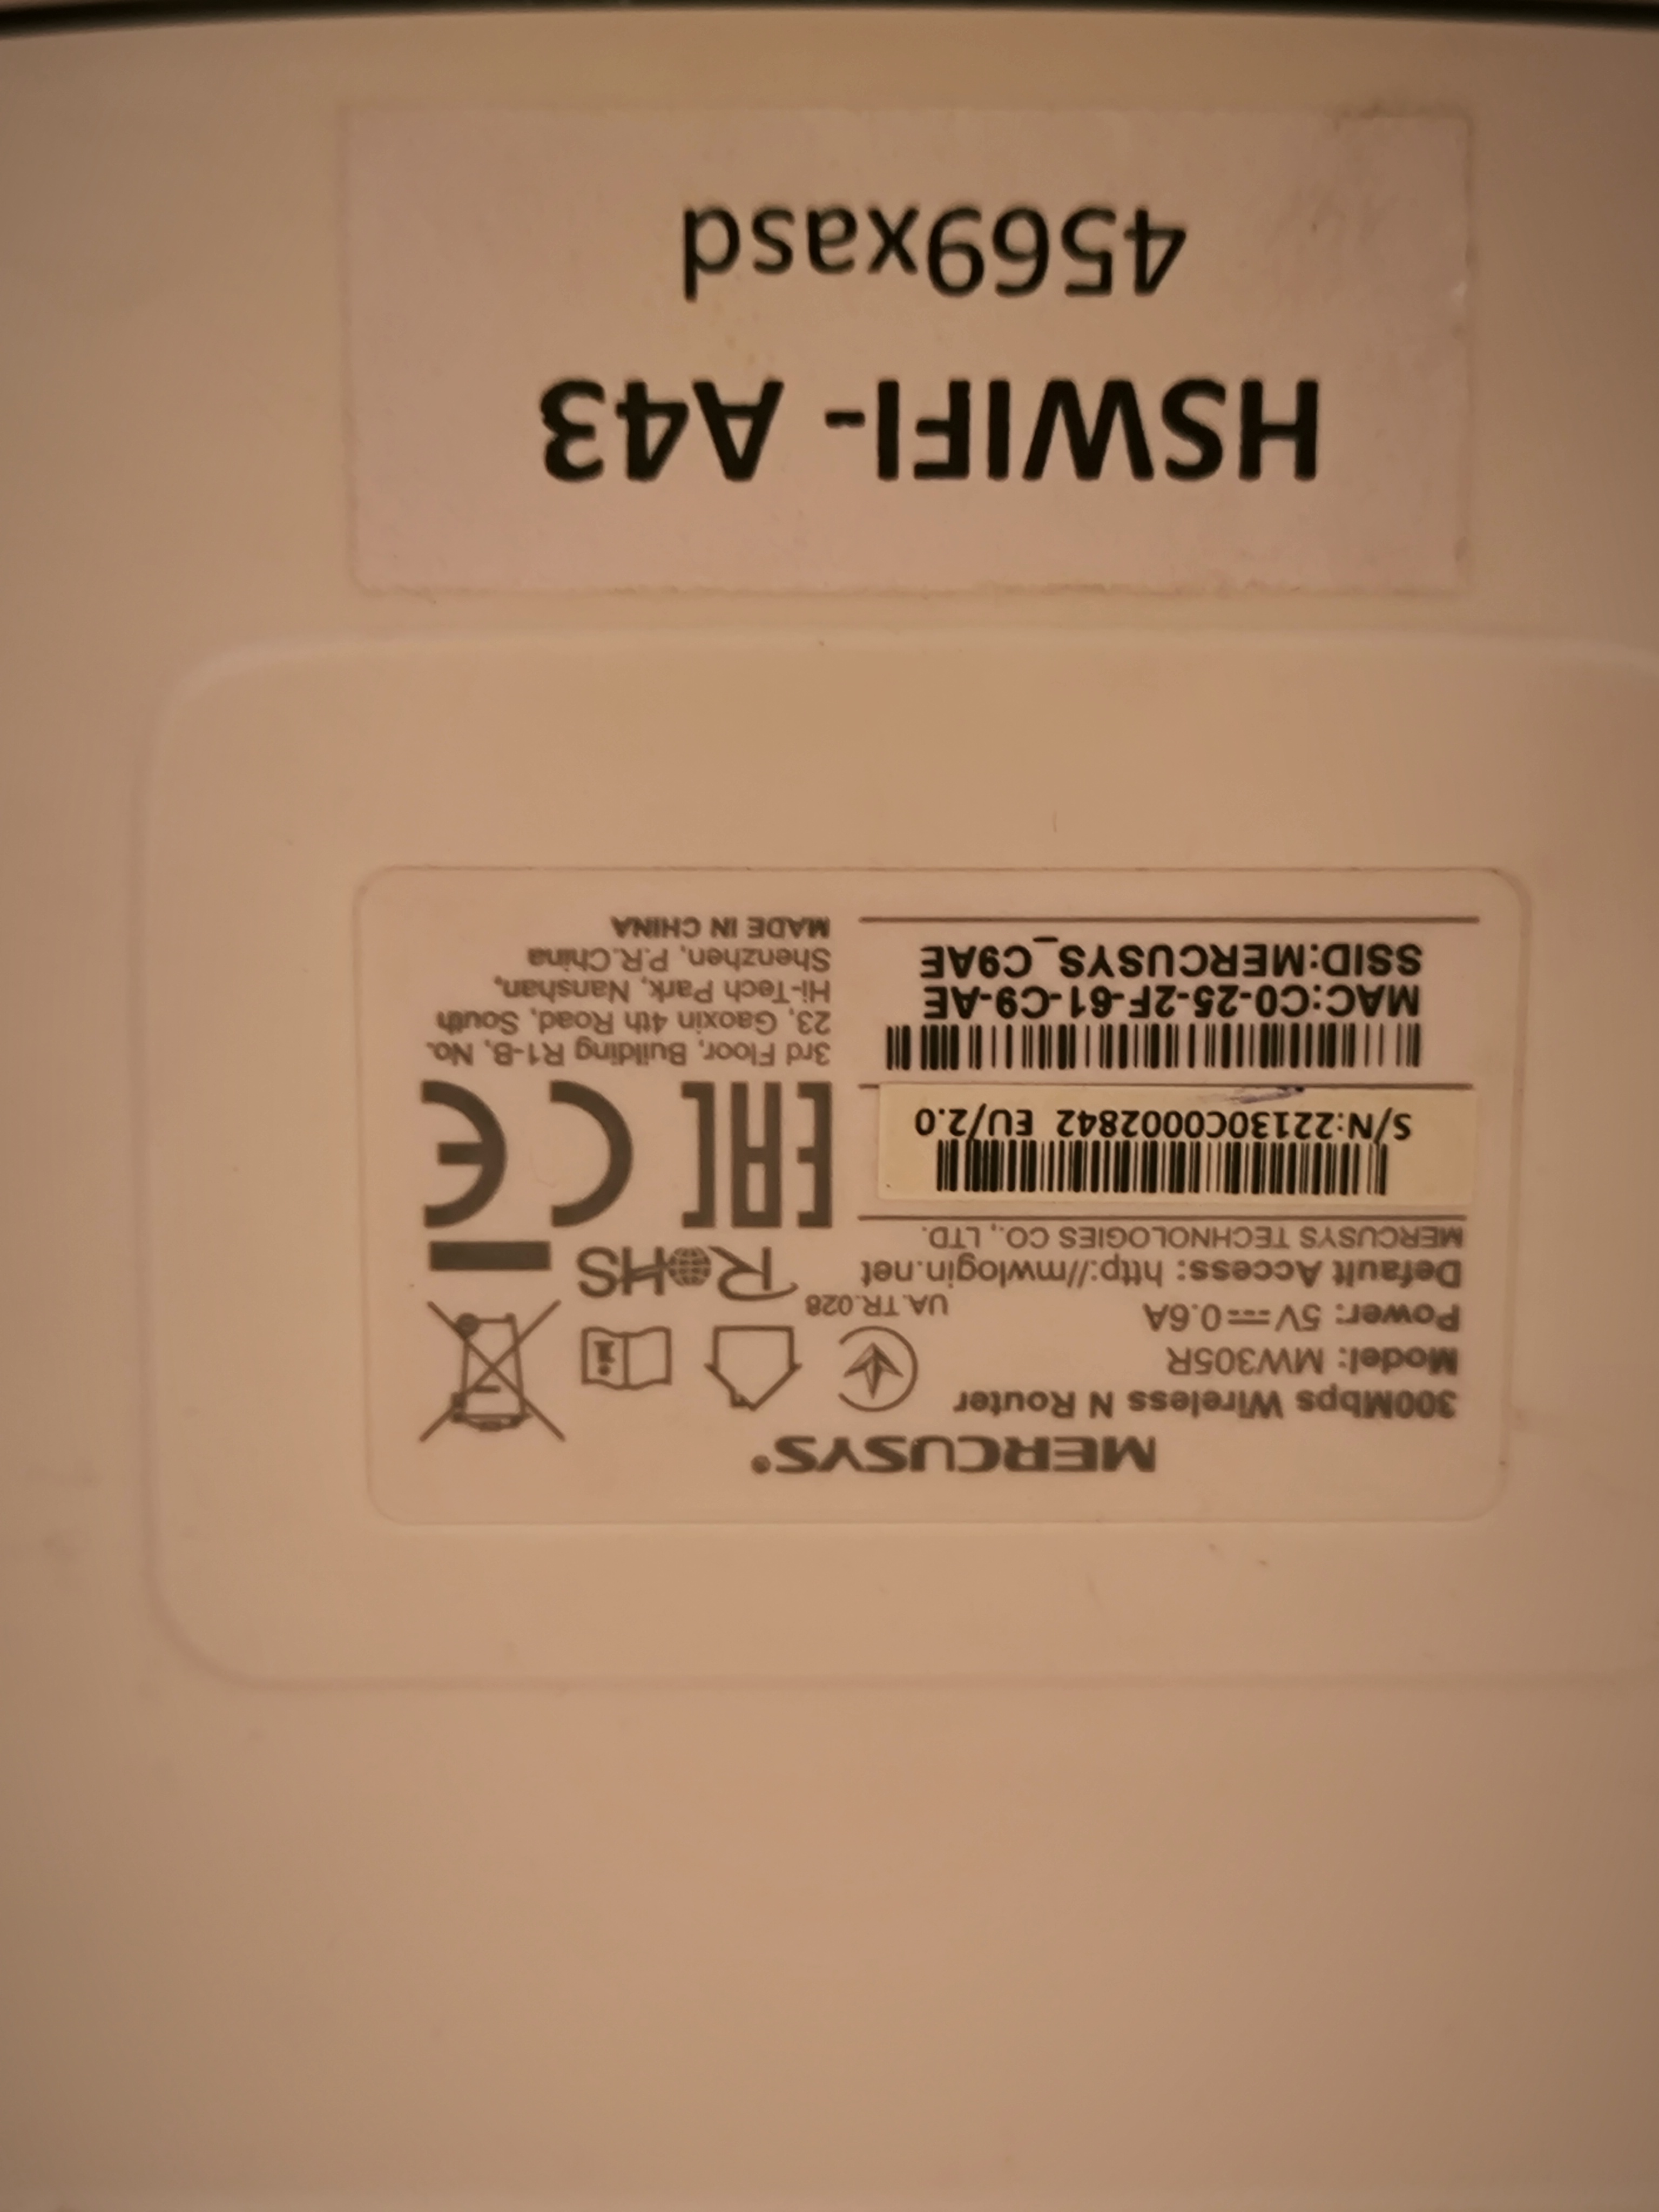 MERCUSYS®
300Mbps Wireless N Router
Model: MW305R
Power: 5V⎓0.6A
Default Access: http://mwlogin.net
MERCUSYS TECHNOLOGIES CO., LTD.
S/N:22130C0002842 EU/2.0
MAC:C0-25-2F-61-C9-AE
SSID:MERCUSYS_C9AE
UA.TR.028
RoHS
EAC
CE
3rd Floor, Building R1-B, No.
23, Gaoxin 4th Road, South
Hi-Tech Park, Nanshan,
Shenzhen, P.R.China
MADE IN CHINA
HSWIFI- A43
4569xasd